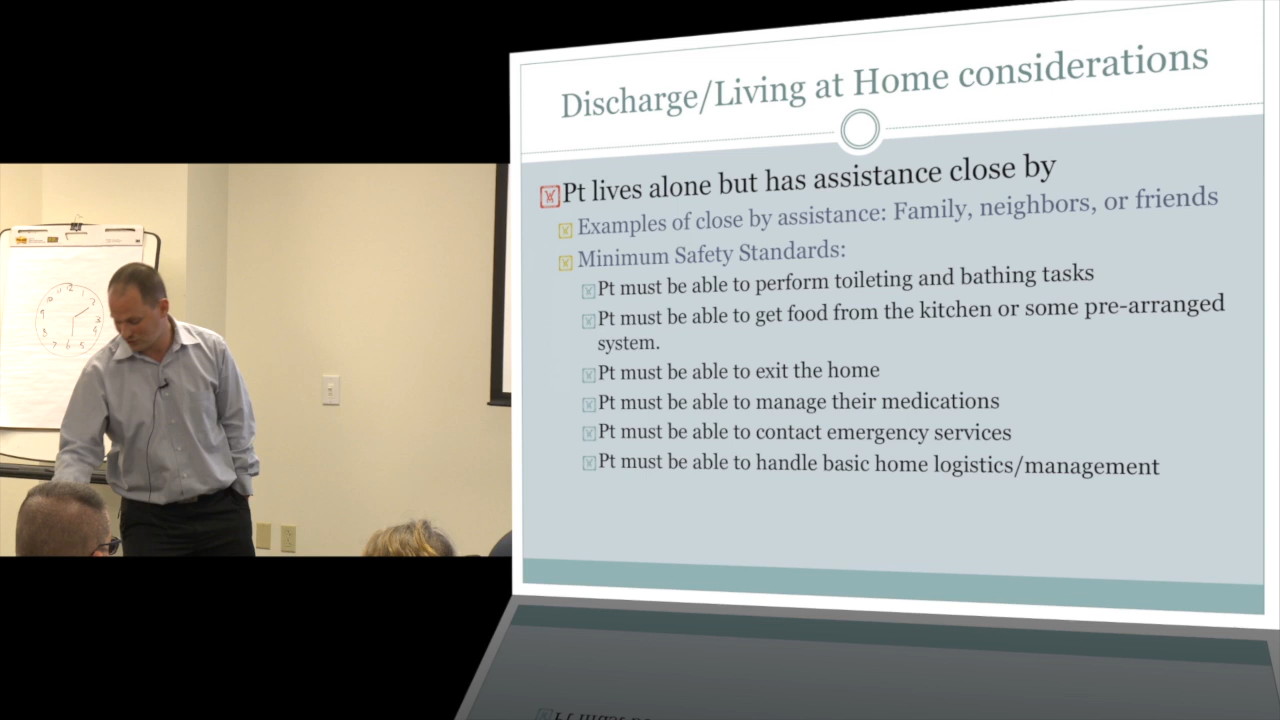 Discharge/Living at Home considerations
Pt lives alone but has assistance close by
Examples of close by assistance: Family, neighbors, or friends
Minimum Safety Standards:
Pt must be able to perform toileting and bathing tasks
Pt must be able to get food from the kitchen or some pre-arranged
system.
Pt must be able to exit the home
Pt must be able to manage their medications
Pt must be able to contact emergency services
Pt must be able to handle basic home logistics/management